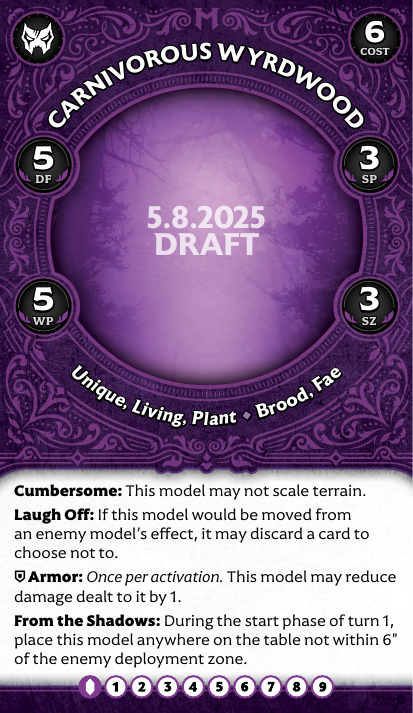 6
COST
CARNIVOROUS WYRDWOOD
5
DF
3
SP
5.8.2025
DRAFT
5
WP
3
SZ
Unique, Living, Plant ◆ Brood, Fae
Cumbersome: This model may not scale terrain.
Laugh Off: If this model would be moved from
an enemy model's effect, it may discard a card to
choose not to.
Armor: Once per activation. This model may reduce
damage dealt to it by 1.
From the Shadows: During the start phase of turn 1,
place this model anywhere on the table not within 6"
of the enemy deployment zone.
1 2 3 4 5 6 7 8 9